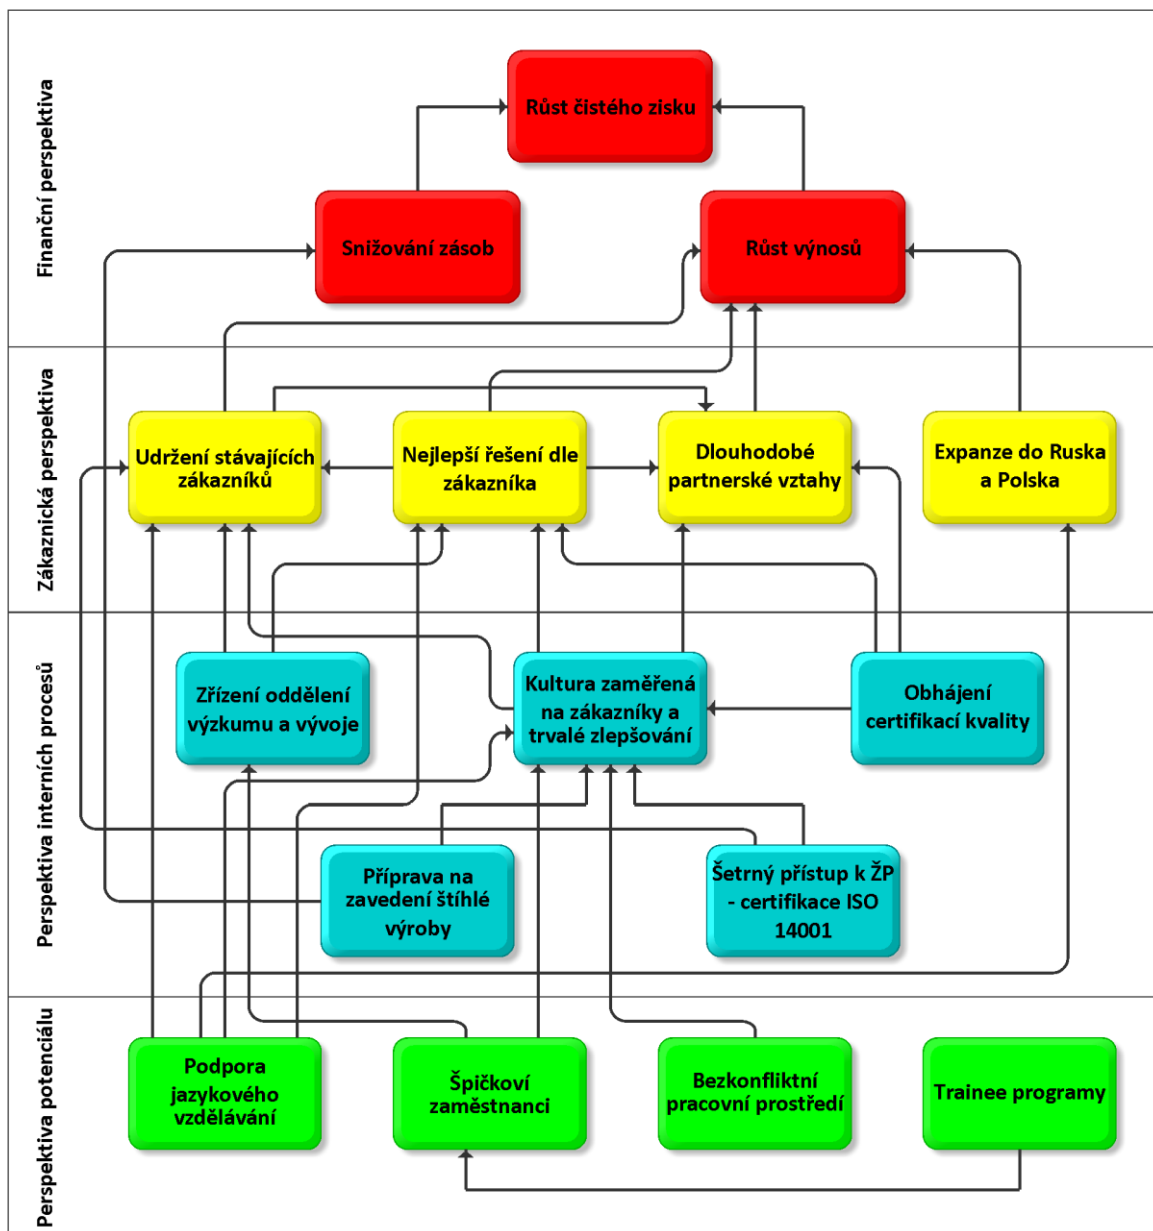 Finanční perspektiva
Růst čistého zisku
Snižování zásob
Růst výnosů
Zákaznická perspektiva
Udržení stávajících
zákazníků
Nejlepší řešení dle
zákazníka
Dlouhodobé
partnerské vztahy
Expanze do Ruska
a Polska
Perspektiva interních procesů
Zřízení oddělení
výzkumu a vývoje
Kultura zaměřená
na zákazníky a
trvalé zlepšování
Obhájení
certifikací kvality
Příprava na
zavedení štíhlé
výroby
Šetrný přístup k ŽP
- certifikace ISO
14001
Perspektiva potenciálu
Podpora
jazykového
vzdělávání
Špičkoví
zaměstnanci
Bezkonfliktní
pracovní prostředí
Trainee programy